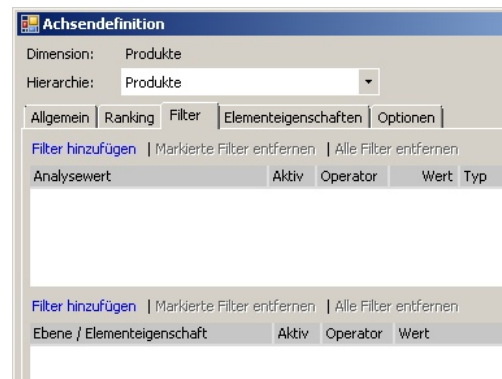 Achsendefinition
Dimension: Produkte
Hierarchie: Produkte
Allgemein Ranking Filter Elementeigenschaften Optionen
Filter hinzufügen | Markierte Filter entfernen | Alle Filter entfernen
Analysewert Aktiv Operator Wert Typ
Filter hinzufügen | Markierte Filter entfernen | Alle Filter entfernen
Ebene / Elementeigenschaft Aktiv Operator Wert